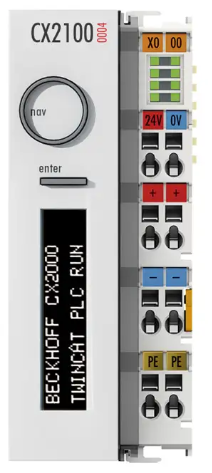 CX2100
0004
nav
enter
BECKHOFF CX2000
TWINCAT PLC RUN
X0 00
24V 0V
+ +
− −
PE PE